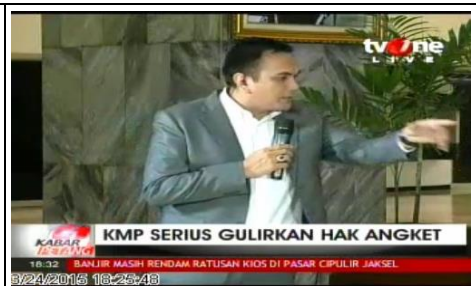 tvOne
LIVE
KMP SERIUS GULIRKAN HAK ANGKET
KABAR
PETANG
18:32 BANJIR MASIH RENDAM RATUSAN KIOS DI PASAR CIPULIR JAKSEL
3/24/2015 18:25:48